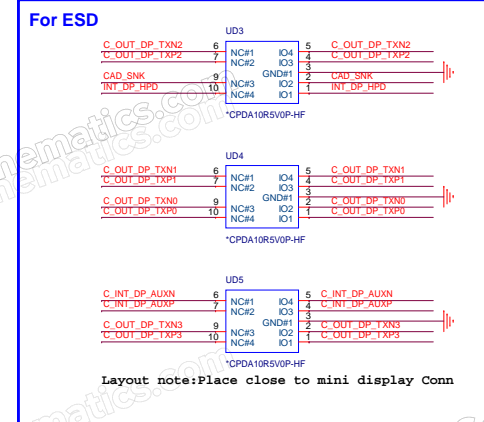 For ESD
UD3
C_OUT_DP_TXN2 6 NC#1 IO4 5 C_OUT_DP_TXN2
C_OUT_DP_TXP2 7 NC#2 IO3 4 C_OUT_DP_TXP2
GND#1 3
CAD_SNK 9 NC#3 IO2 2 CAD_SNK
INT_DP_HPD 10 NC#4 IO1 1 INT_DP_HPD
*CPDA10R5V0P-HF
UD4
C_OUT_DP_TXN1 6 NC#1 IO4 5 C_OUT_DP_TXN1
C_OUT_DP_TXP1 7 NC#2 IO3 4 C_OUT_DP_TXP1
GND#1 3
C_OUT_DP_TXN0 9 NC#3 IO2 2 C_OUT_DP_TXN0
C_OUT_DP_TXP0 10 NC#4 IO1 1 C_OUT_DP_TXP0
*CPDA10R5V0P-HF
UD5
C_INT_DP_AUXN 6 NC#1 IO4 5 C_INT_DP_AUXN
C_INT_DP_AUXP 7 NC#2 IO3 4 C_INT_DP_AUXP
GND#1 3
C_OUT_DP_TXN3 9 NC#3 IO2 2 C_OUT_DP_TXN3
C_OUT_DP_TXP3 10 NC#4 IO1 1 C_OUT_DP_TXP3
*CPDA10R5V0P-HF
Layout note:Place close to mini display Conn